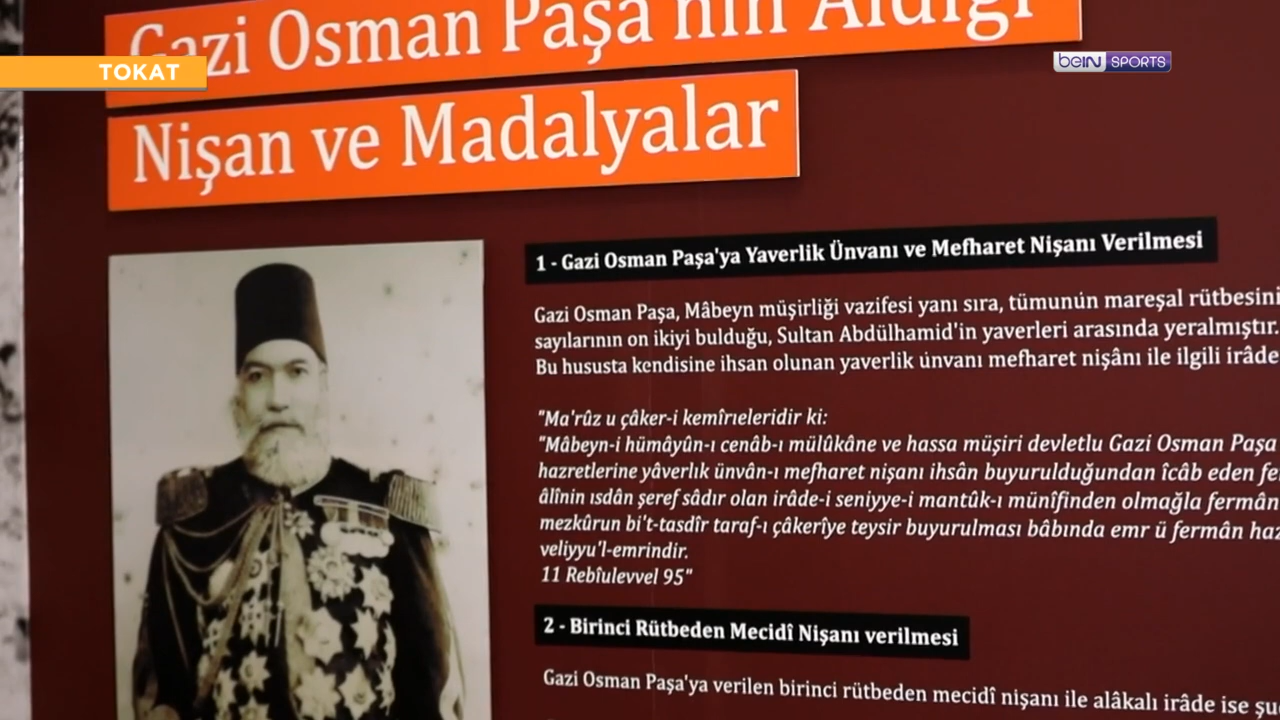 TOKAT
beIN SPORTS
Gazi Osman Paşa'nın Aldığı
Nişan ve Madalyalar
1 - Gazi Osman Paşa'ya Yaverlik Ünvanı ve Mefharet Nişanı Verilmesi
Gazi Osman Paşa, Mâbeyn müşirliği vazifesi yanı sıra, tümünün mareşal rütbesini
sayılarının on ikiyi bulduğu, Sultan Abdülhamid'in yaverleri arasında yeralmıştır.
Bu hususta kendisine ihsan olunan yaverlik ünvanı mefharet nişânı ile ilgili irâde
"Ma'rûz u çâker-i kemîneleridir ki:
"Mâbeyn-i hümâyûn-ı cenâb-ı mülûkâne ve hassa müşiri devletlu Gazi Osman Paşa
hazretlerine yâverlık ünvân-ı mefharet nişanı ihsân buyurulduğundan îcâb eden
âlînin ısdân şeref sâdır olan irâde-i seniyye-i mantûk-ı münîfinden olmağla fermân
mezkûrun bi't-tasdîr taraf-ı çâkerîye teysir buyurulması bâbında emr ü fermân
veliyyu'l-emrindir.
11 Rebîulevvel 95"
2 - Birinci Rütbeden Mecidî Nişanı verilmesi
Gazi Osman Paşa'ya verilen birinci rütbeden mecidî nişanı ile alâkalı irâde ise